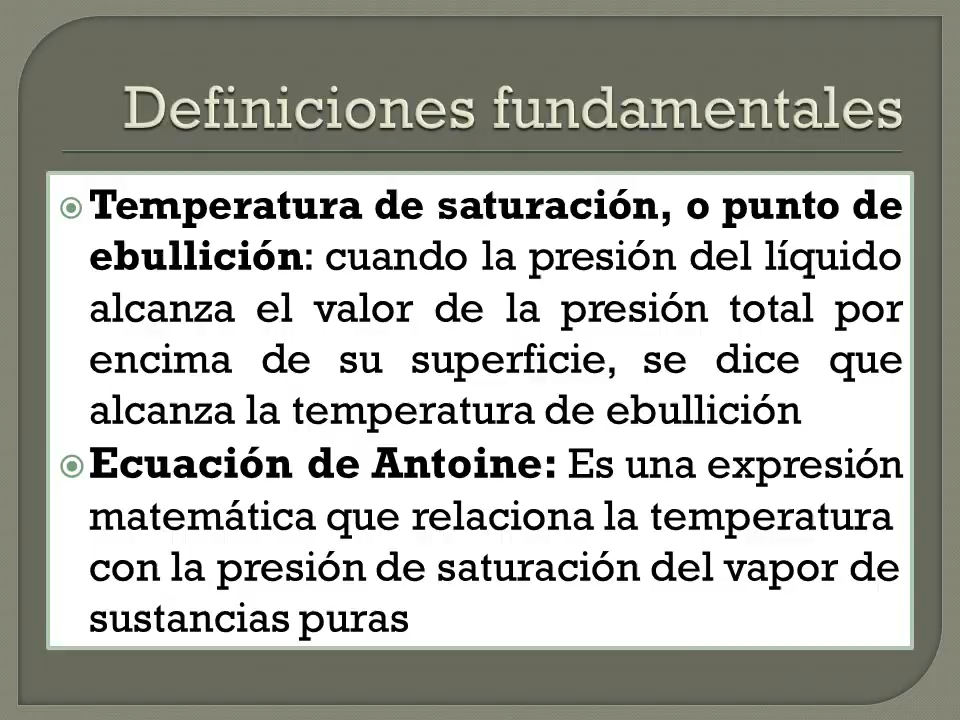 Definiciones fundamentales
Temperatura de saturación, o punto de
ebullición: cuando la presión del líquido
alcanza el valor de la presión total por
encima de su superficie, se dice que
alcanza la temperatura de ebullición
Ecuación de Antoine: Es una expresión
matemática que relaciona la temperatura
con la presión de saturación del vapor de
sustancias puras